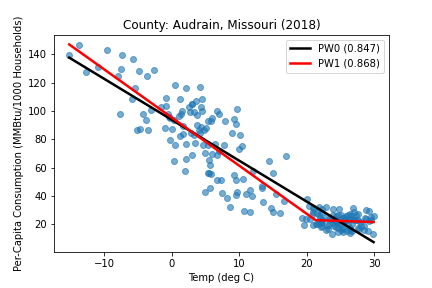 County: Audrain, Missouri (2018)
Per-Capita Consumption (MMBtu/1000 Households)
140
120
100
80
60
40
20
PW0 (0.847)
PW1 (0.868)
−10
0
10
20
30
Temp (deg C)